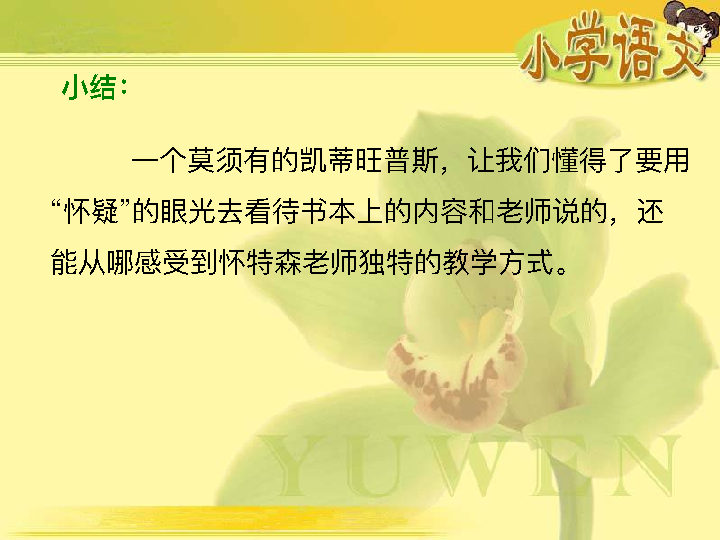 小学语文
小结：
一个莫须有的凯蒂旺普斯，让我们懂得了要用
“怀疑”的眼光去看待书本上的内容和老师说的，还
能从哪感受到怀特森老师独特的教学方式。
YUWEN